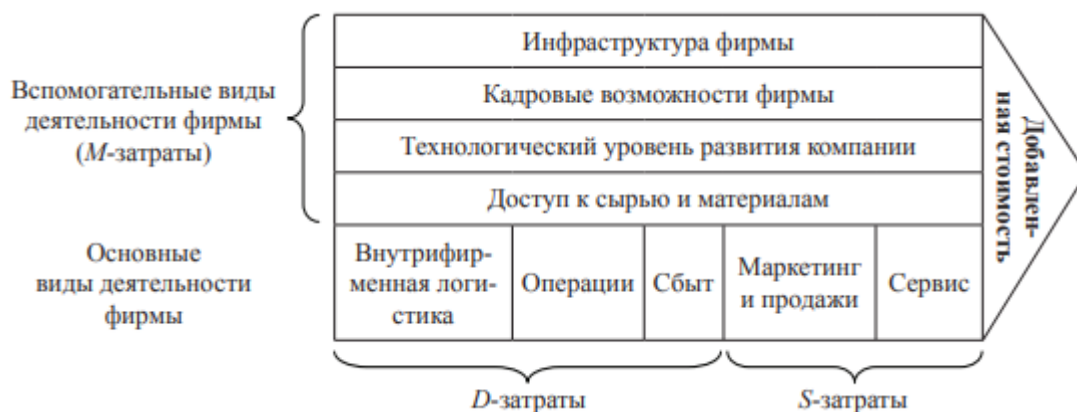 Инфраструктура фирмы
Кадровые возможности фирмы
Технологический уровень развития компании
Доступ к сырью и материалам
Вспомогательные виды
деятельности фирмы
(M-затраты)
Основные
виды деятельности
фирмы
Внутрифир-
менная логи-
стика
Операции
Сбыт
Маркетинг
и продажи
Сервис
Добавлен-
ная стоимость
D-затраты
S-затраты